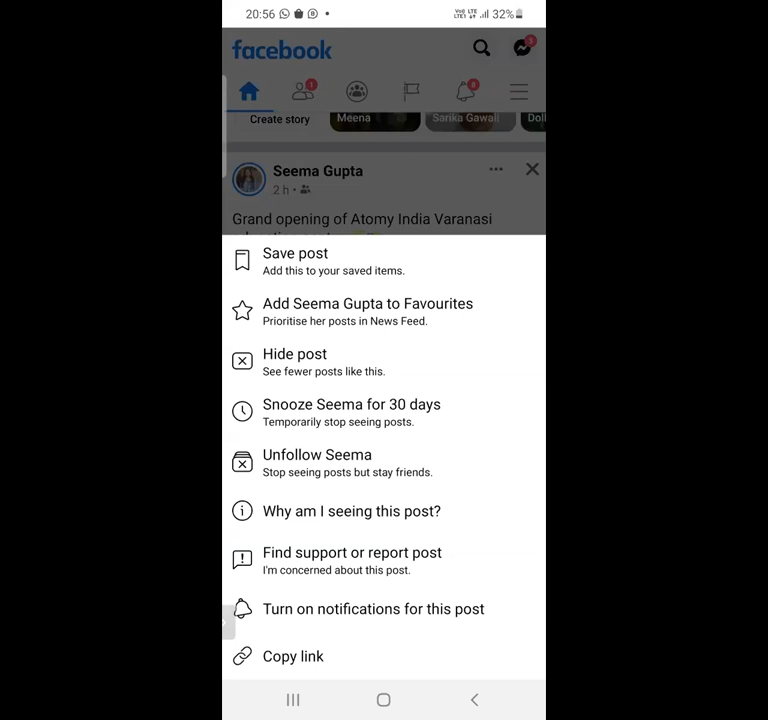 20:56 32%
facebook
3
1 8
Create story Meena Sarika Gawali Doll
Seema Gupta
2 h
Grand opening of Atomy India Varanasi
Save post
Add this to your saved items.
Add Seema Gupta to Favourites
Prioritise her posts in News Feed.
Hide post
See fewer posts like this.
Snooze Seema for 30 days
Temporarily stop seeing posts.
Unfollow Seema
Stop seeing posts but stay friends.
Why am I seeing this post?
Find support or report post
I'm concerned about this post.
Turn on notifications for this post
Copy link